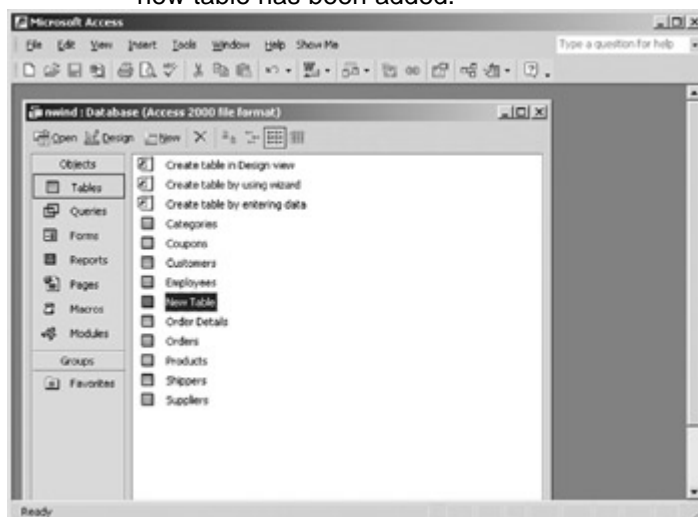 new table has been added.
Microsoft Access
File Edit View Insert Tools Window Help Show Me
Type a question for help
nwind : Database (Access 2000 file format)
Open Design New
Objects
Tables
Queries
Forms
Reports
Pages
Macros
Modules
Groups
Favorites
Create table in Design view
Create table by using wizard
Create table by entering data
Categories
Coupons
Customers
Employees
New Table
Order Details
Orders
Products
Shippers
Suppliers
Ready